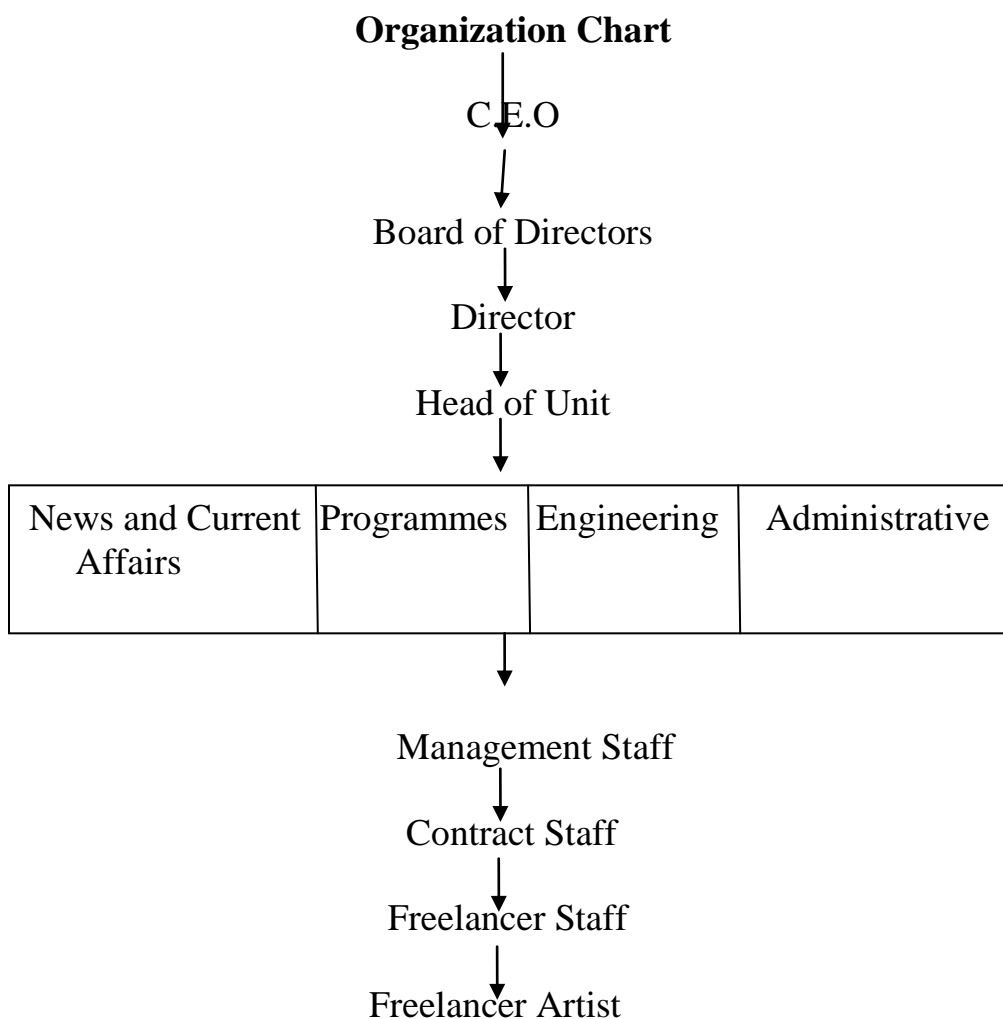 Organization Chart
C.E.O
Board of Directors
Director
Head of Unit
News and Current Programmes Engineering Administrative
Affairs
Management Staff
Contract Staff
Freelancer Staff
Freelancer Artist